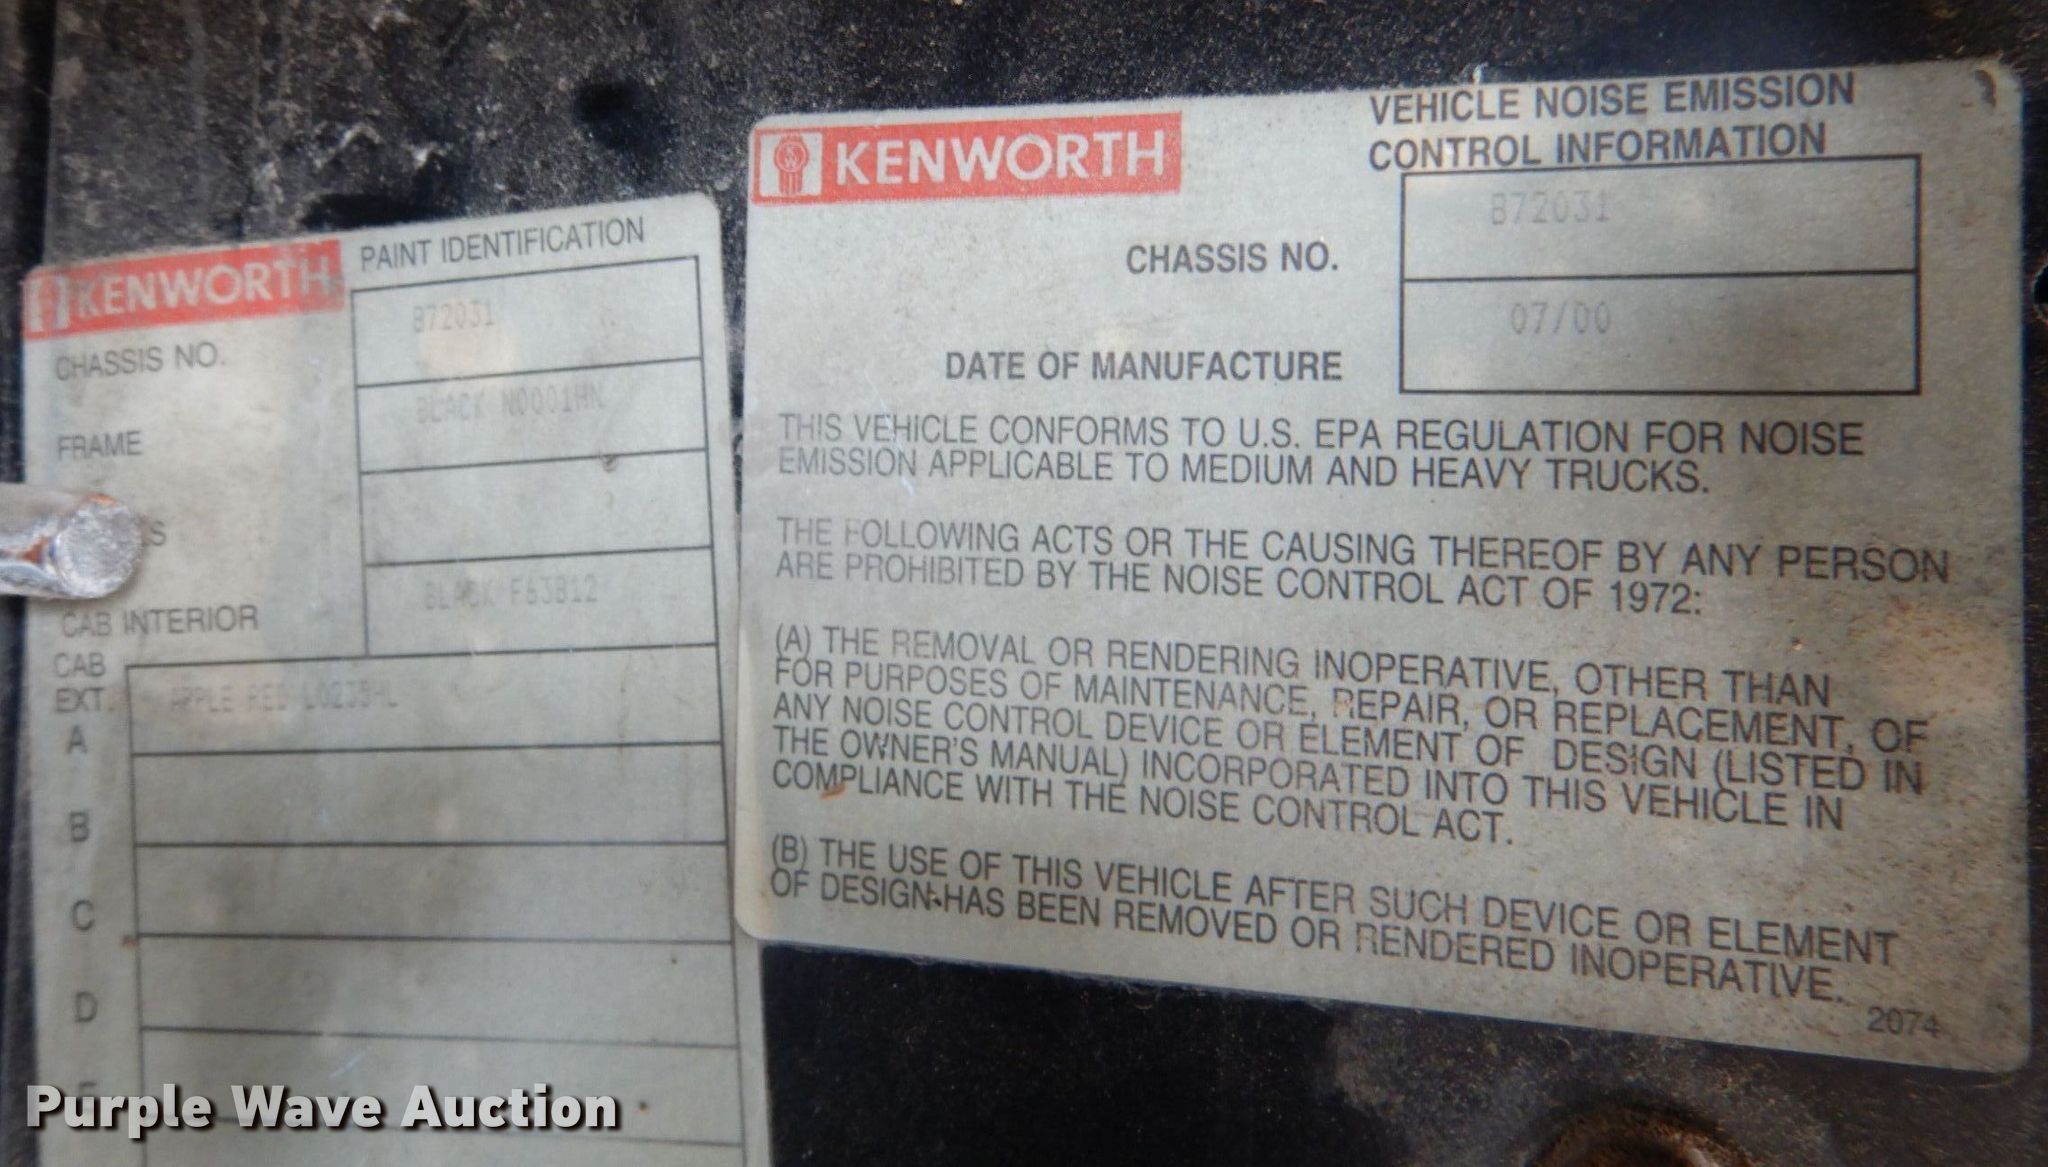 KENWORTH
PAINT IDENTIFICATION
CHASSIS NO.
872031
FRAME
BLACK N0001HN
CAB INTERIOR
BLACK F63B12
CAB
EXT.
APPLE RED L0235HL
A
B
C
D
E
KENWORTH
VEHICLE NOISE EMISSION
CONTROL INFORMATION
CHASSIS NO.
872031
DATE OF MANUFACTURE
07/00
THIS VEHICLE CONFORMS TO U.S. EPA REGULATION FOR NOISE
EMISSION APPLICABLE TO MEDIUM AND HEAVY TRUCKS.
THE FOLLOWING ACTS OR THE CAUSING THEREOF BY ANY PERSON
ARE PROHIBITED BY THE NOISE CONTROL ACT OF 1972:
(A) THE REMOVAL OR RENDERING INOPERATIVE, OTHER THAN
FOR PURPOSES OF MAINTENANCE, REPAIR, OR REPLACEMENT, OF
ANY NOISE CONTROL DEVICE OR ELEMENT OF DESIGN (LISTED IN
THE OWNER'S MANUAL) INCORPORATED INTO THIS VEHICLE IN
COMPLIANCE WITH THE NOISE CONTROL ACT.
(B) THE USE OF THIS VEHICLE AFTER SUCH DEVICE OR ELEMENT
OF DESIGN HAS BEEN REMOVED OR RENDERED INOPERATIVE.
2074
Purple Wave Auction